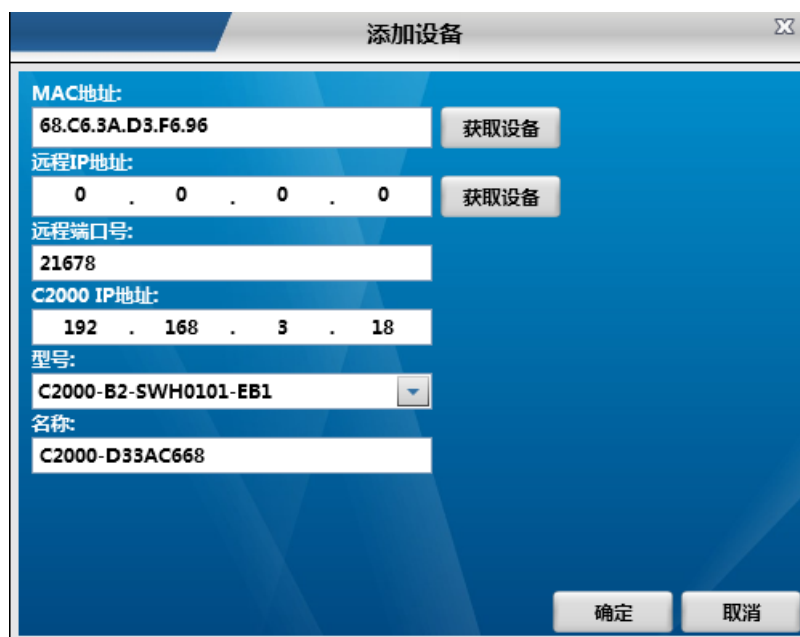 添加设备
MAC地址:
68.C6.3A.D3.F6.96 获取设备
远程IP地址:
0 . 0 . 0 . 0 获取设备
远程端口号:
21678
C2000 IP地址:
192 . 168 . 3 . 18
型号:
C2000-B2-SWH0101-EB1
名称:
C2000-D33AC668
确定 取消